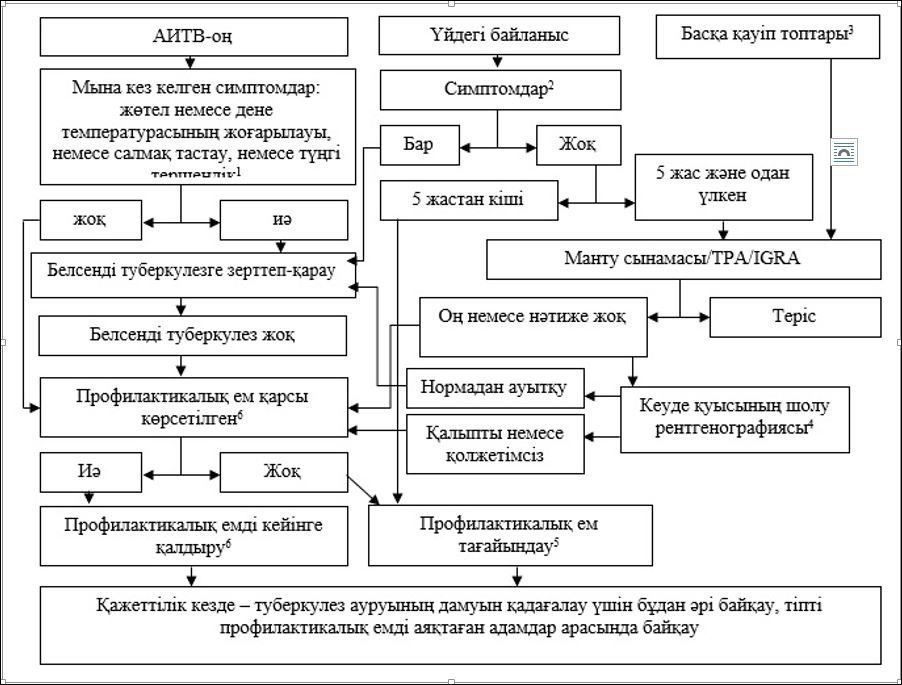 АИТВ-оң
Үйдегі байланыс
Басқа қауіп топтары³
Мына кез келген симптомдар:
жөтел немесе дене
температурасының жоғарылауы,
немесе салмақ тастау, немесе түнгі
тершеңдік¹
Симптомдар²
Бар
Жоқ
5 жас және одан
үлкен
5 жастан кіші
жоқ
иә
Манту сынамасы/ТРА/IGRA
Белсенді туберкулезге зерттеп-қарау
Оң немесе нәтиже жоқ
Теріс
Белсенді туберкулез жоқ
Нормадан ауытқу
Профилактикалық ем қарсы
көрсетілген⁶
Кеуде қуысының шолу
рентгенографиясы⁴
Қалыпты немесе
қолжетімсіз
Иә
Жоқ
Профилактикалық емді кейінге
қалдыру⁶
Профилактикалық ем
тағайындау⁵
Қажеттілік кезде – туберкулез ауруының дамуын қадағалау үшін бұдан әрі байқау, тіпті
профилактикалық емді аяқтаған адамдар арасында байқау